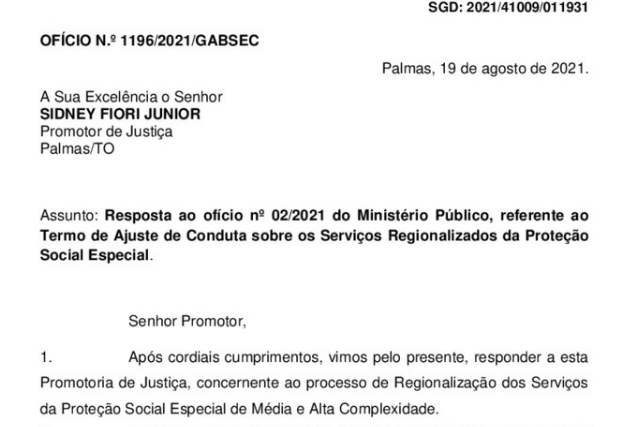 SGD: 2021/41009/011931
OFÍCIO N.º 1196/2021/GABSEC
Palmas, 19 de agosto de 2021.
A Sua Excelência o Senhor
SIDNEY FIORI JUNIOR
Promotor de Justiça
Palmas/TO
Assunto: Resposta ao ofício nº 02/2021 do Ministério Público, referente ao
Termo de Ajuste de Conduta sobre os Serviços Regionalizados da Proteção
Social Especial.
Senhor Promotor,
1. Após cordiais cumprimentos, vimos pelo presente, responder a esta
Promotoria de Justiça, concernente ao processo de Regionalização dos Serviços
da Proteção Social Especial de Média e Alta Complexidade.